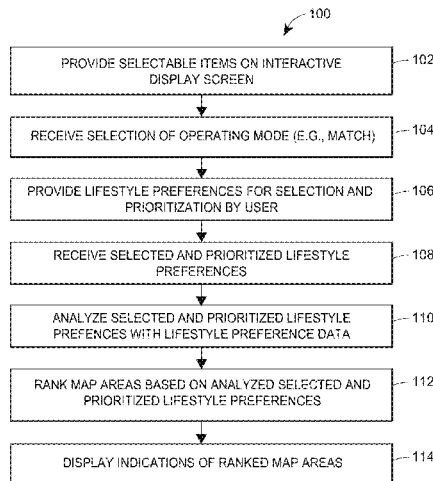 100
PROVIDE SELECTABLE ITEMS ON INTERACTIVE
DISPLAY SCREEN
102
RECEIVE SELECTION OF OPERATING MODE (E.G., MATCH)
104
PROVIDE LIFESTYLE PREFERENCES FOR SELECTION AND
PRIORITIZATION BY USER
106
RECEIVE SELECTED AND PRIORITIZED LIFESTYLE
PREFERENCES
108
ANALYZE SELECTED AND PRIORITIZED LIFESTYLE
PREFENCES WITH LIFESTYLE PREFERENCE DATA
110
RANK MAP AREAS BASED ON ANALYZED SELECTED AND
PRIORITIZED LIFESTYLE PREFERENCES
112
DISPLAY INDICATIONS OF RANKED MAP AREAS
114